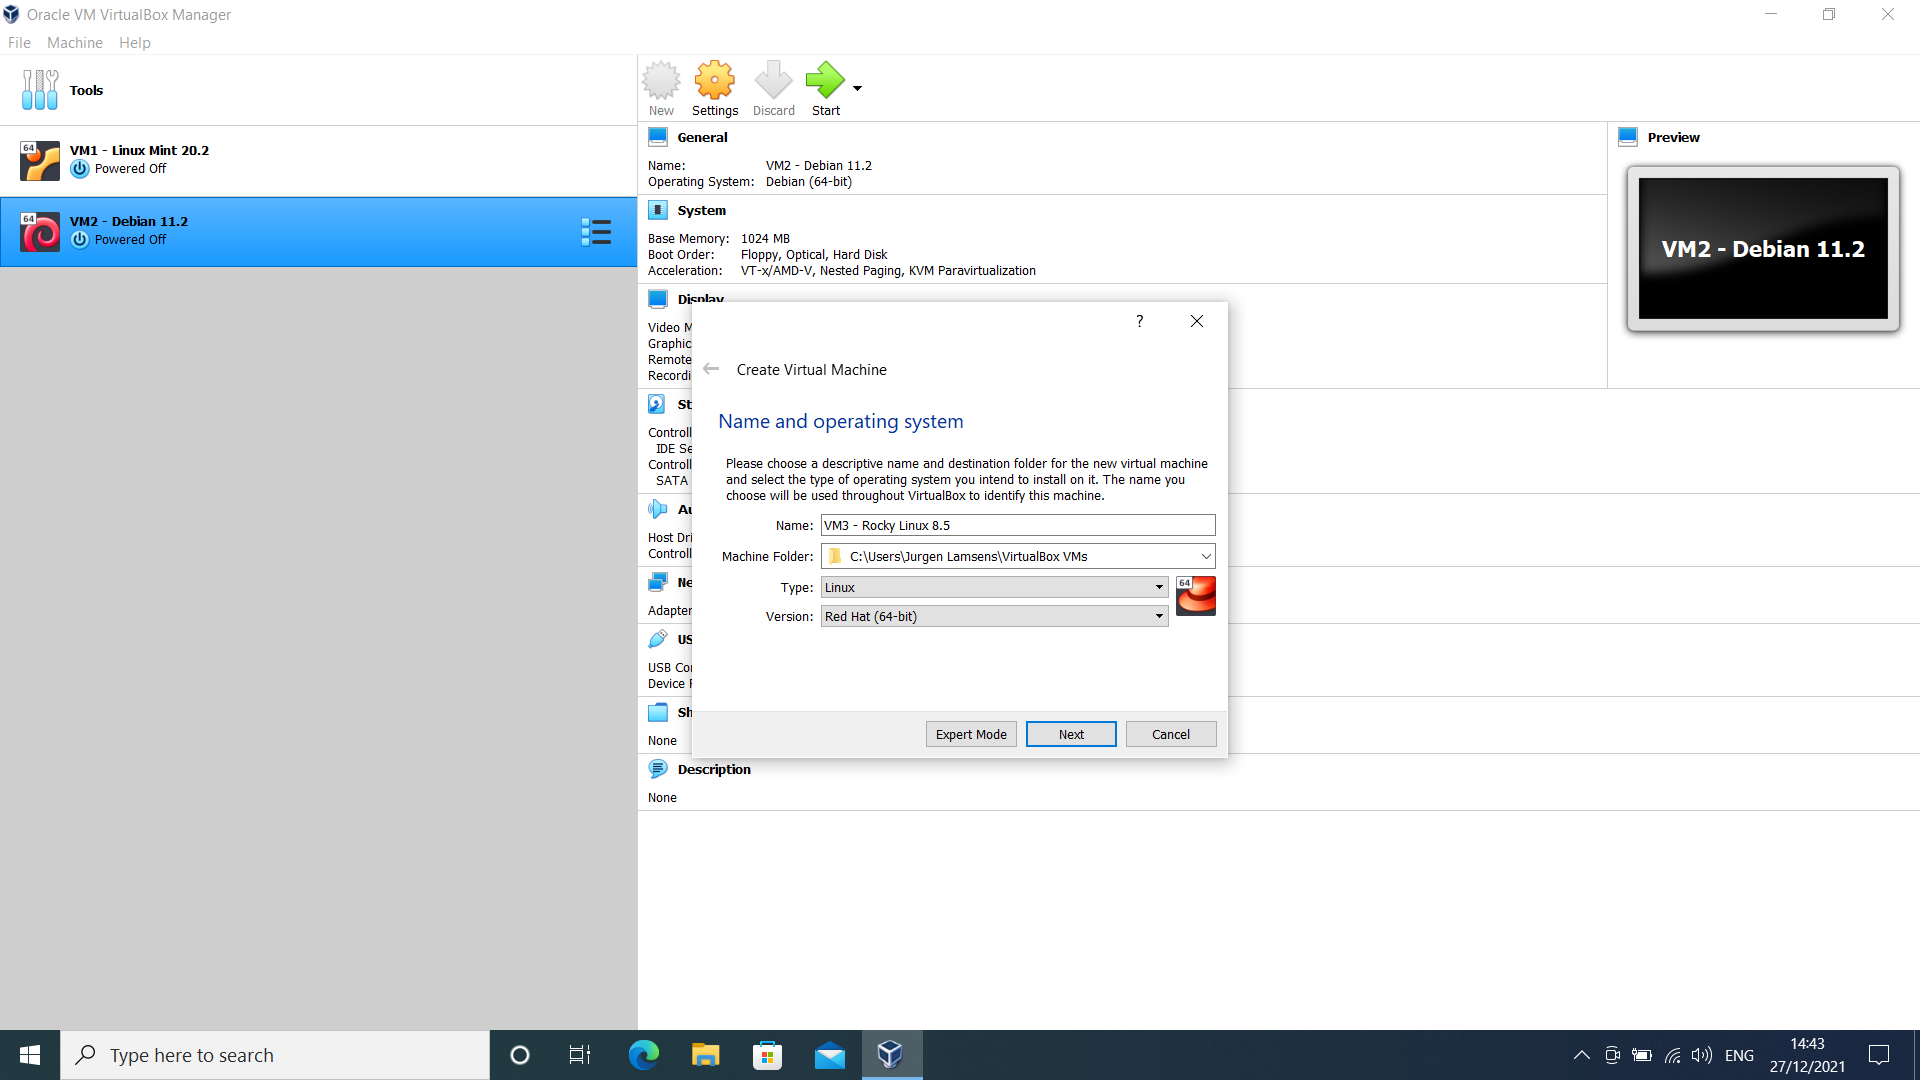 Oracle VM VirtualBox Manager
File Machine Help
Tools
64
VM1 - Linux Mint 20.2
Powered Off
64
VM2 - Debian 11.2
Powered Off
New Settings Discard Start
General
Name: VM2 - Debian 11.2
Operating System: Debian (64-bit)
System
Base Memory: 1024 MB
Boot Order: Floppy, Optical, Hard Disk
Acceleration: VT-x/AMD-V, Nested Paging, KVM Paravirtualization
Display
Video M
Graphic
Remote
Recordi
St
Controll
IDE Se
Controll
SATA
Au
Host Dri
Controll
Ne
Adapter
US
USB Co
Device F
Sh
None
Description
None
Preview
VM2 - Debian 11.2
?
Create Virtual Machine
Name and operating system
Please choose a descriptive name and destination folder for the new virtual machine
and select the type of operating system you intend to install on it. The name you
choose will be used throughout VirtualBox to identify this machine.
Name: VM3 - Rocky Linux 8.5
Machine Folder: C:\Users\Jurgen Lamsens\VirtualBox VMs
Type: Linux
64
Version: Red Hat (64-bit)
Expert Mode Next Cancel
Type here to search
ENG
14:43
27/12/2021